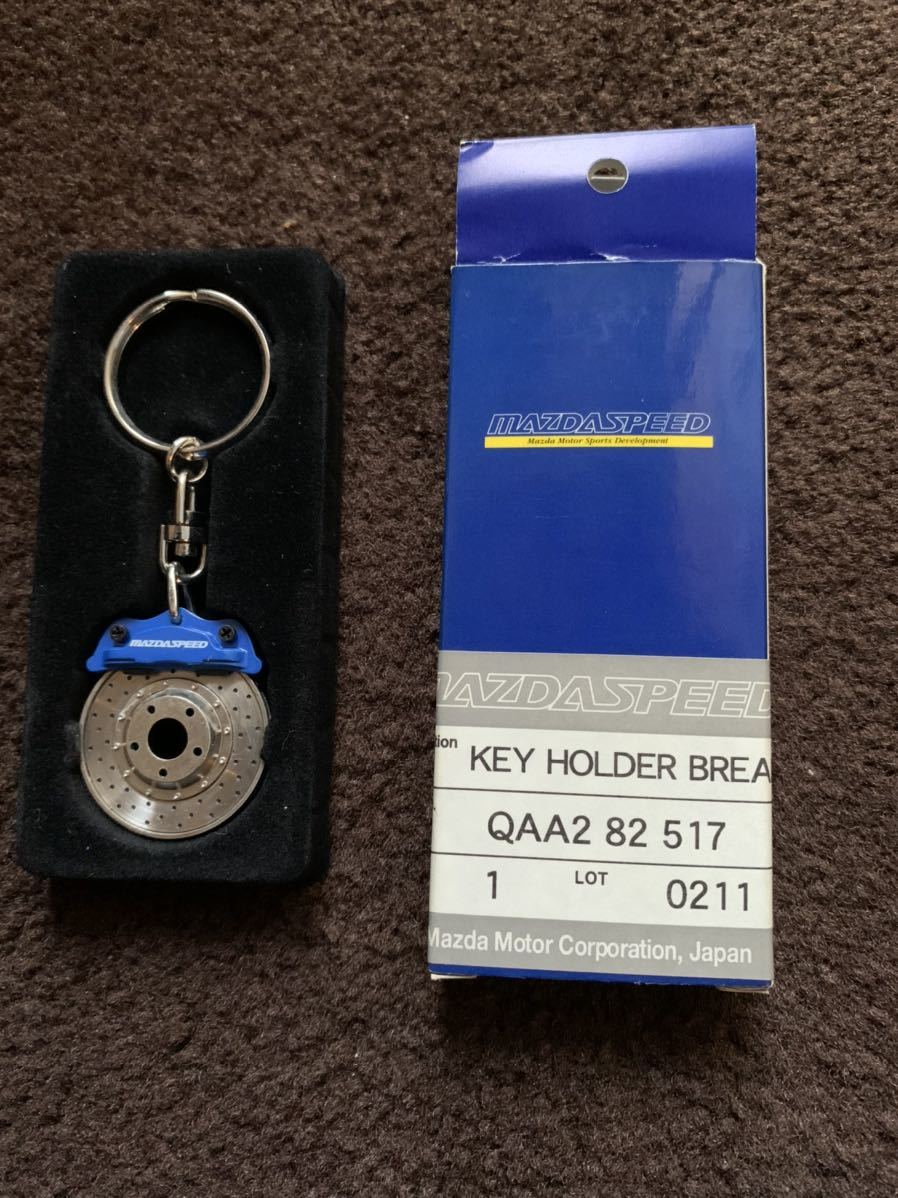 MAZDASPEED
MAZDASPEED
Mazda Motor Sports Development
MAZDASPEED
tion
KEY HOLDER BREA
QAA2 82 517
1 LOT 0211
Mazda Motor Corporation, Japan